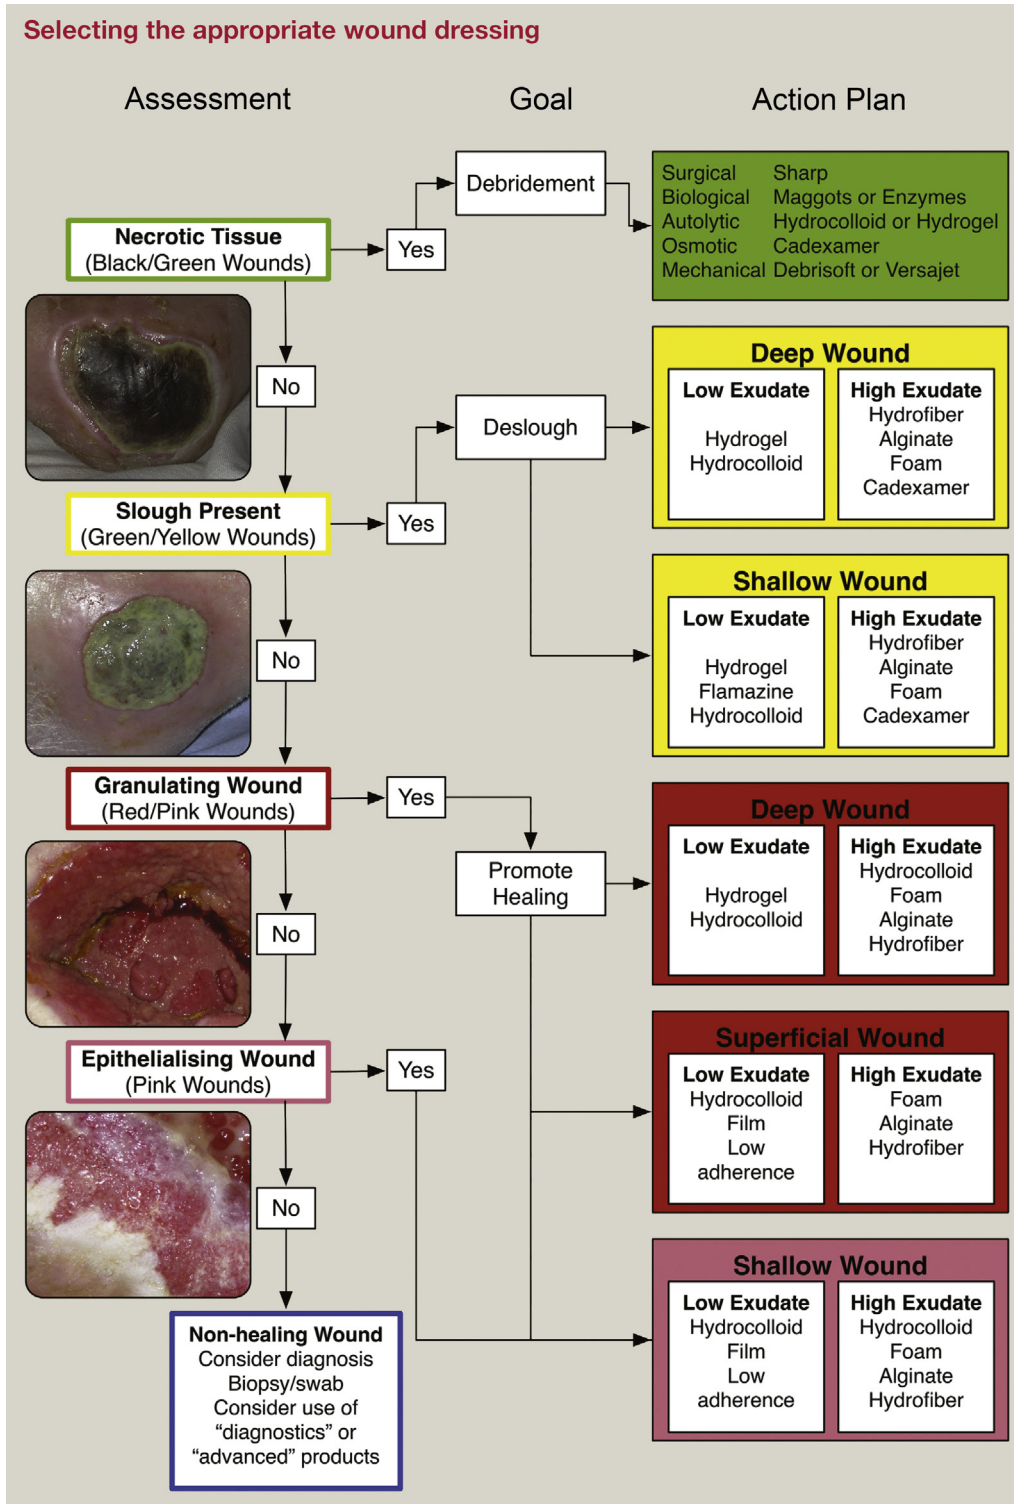 Selecting the appropriate wound dressing
Assessment
Goal
Action Plan
Necrotic Tissue
(Black/Green Wounds)
Yes
Debridement
Surgical Sharp
Biological Maggots or Enzymes
Autolytic Hydrocolloid or Hydrogel
Osmotic Cadexamer
Mechanical Debrisoft or Versajet
No
Slough Present
(Green/Yellow Wounds)
Yes
Deslough
Deep Wound
Low Exudate
Hydrogel
Hydrocolloid
High Exudate
Hydrofiber
Alginate
Foam
Cadexamer
Shallow Wound
Low Exudate
Hydrogel
Flamazine
Hydrocolloid
High Exudate
Hydrofiber
Alginate
Foam
Cadexamer
No
Granulating Wound
(Red/Pink Wounds)
Yes
Promote
Healing
Deep Wound
Low Exudate
Hydrogel
Hydrocolloid
High Exudate
Hydrocolloid
Foam
Alginate
Hydrofiber
Superficial Wound
Low Exudate
Hydrocolloid
Film
Low
adherence
High Exudate
Foam
Alginate
Hydrofiber
No
Epithelialising Wound
(Pink Wounds)
Yes
Shallow Wound
Low Exudate
Hydrocolloid
Film
Low
adherence
High Exudate
Hydrocolloid
Foam
Alginate
Hydrofiber
No
Non-healing Wound
Consider diagnosis
Biopsy/swab
Consider use of
“diagnostics” or
“advanced” products